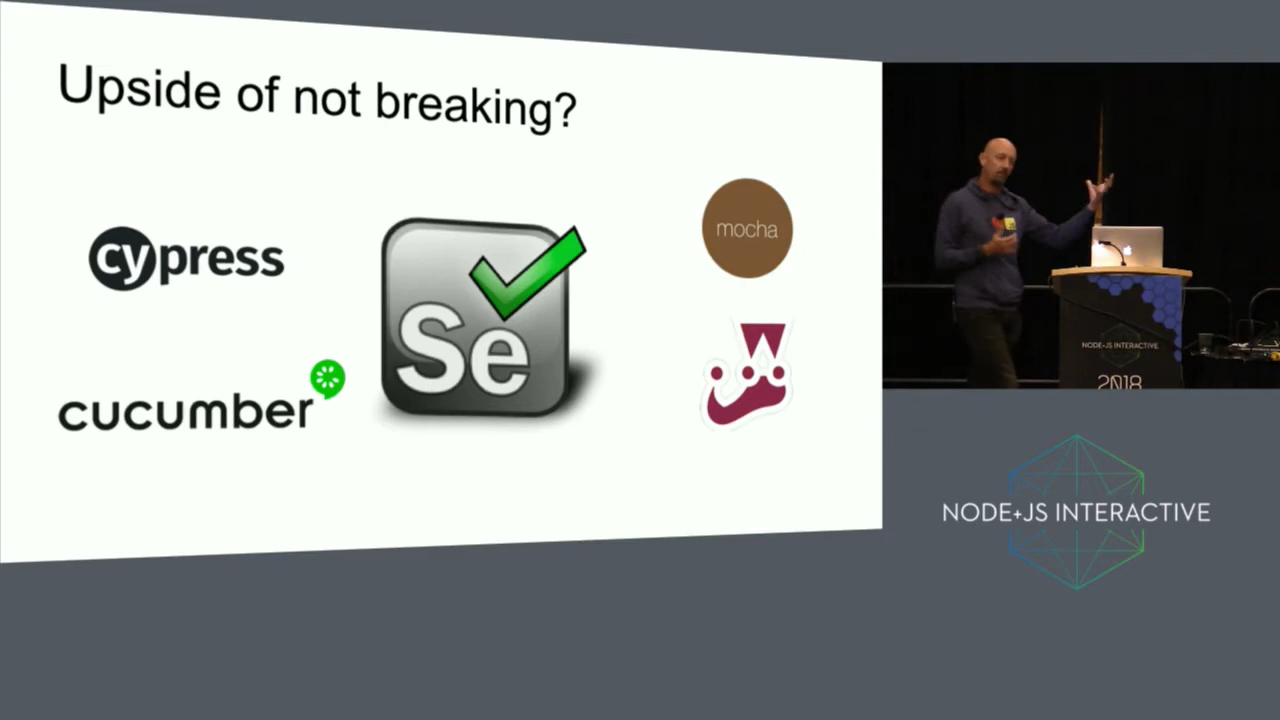 Upside of not breaking?
cypress
cucumber
Se
mocha
NODE+JS INTERACTIVE
2018
NODE+JS INTERACTIVE